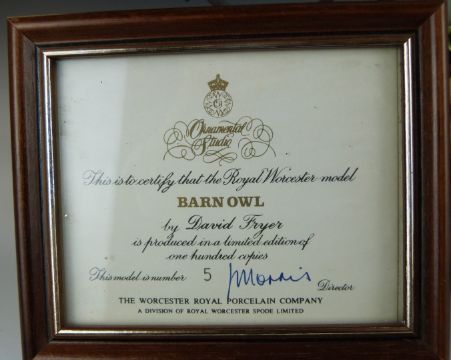 Ornamental
Studio
This is to certify that the Royal Worcester model
BARN OWL
by David Fryer
is produced in a limited edition of
one hundred copies
This model is number 5 J Morris Director
THE WORCESTER ROYAL PORCELAIN COMPANY
A DIVISION OF ROYAL WORCESTER SPODE LIMITED